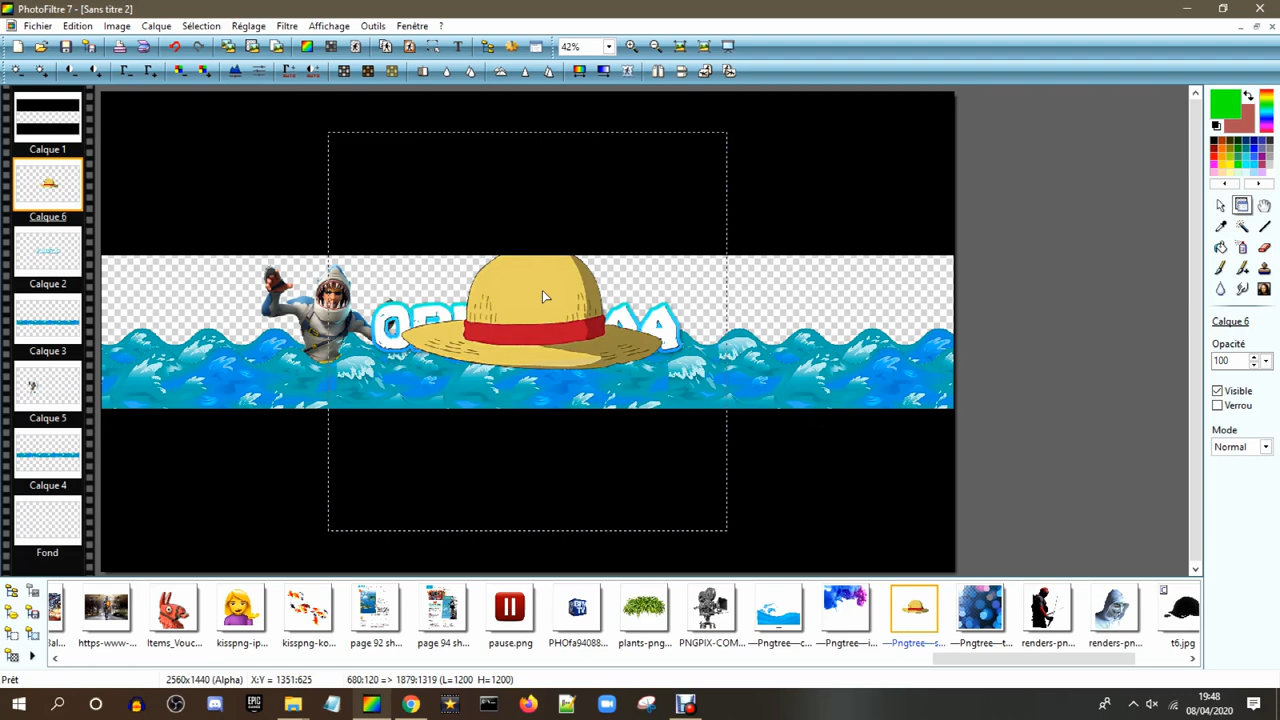 PhotoFiltre 7 - [Sans titre 2]
Fichier Edition Image Calque Sélection Réglage Filtre Affichage Outils Fenêtre ?
42%
AUTO AUTO
Calque 1
Calque 6
Calque 2
Calque 3
Calque 5
Calque 4
Fond
Calque 6
Opacité
100
Visible
Verrou
Mode
Normal
https-www-... Items_Vouc... kisspng-ip... kisspng-ko... page 92 sh... page 94 sh... pause.png PHOfa94088... plants-png... PNGPIX-COM... —Pngtree—c... —Pngtree—i... —Pngtree—s... —Pngtree—t... renders-pn... renders-pn... t6.jpg
Prêt 2560x1440 (Alpha) X:Y = 1351:625 680:120 => 1879:1319 (L=1200 H=1200)
19:48
08/04/2020